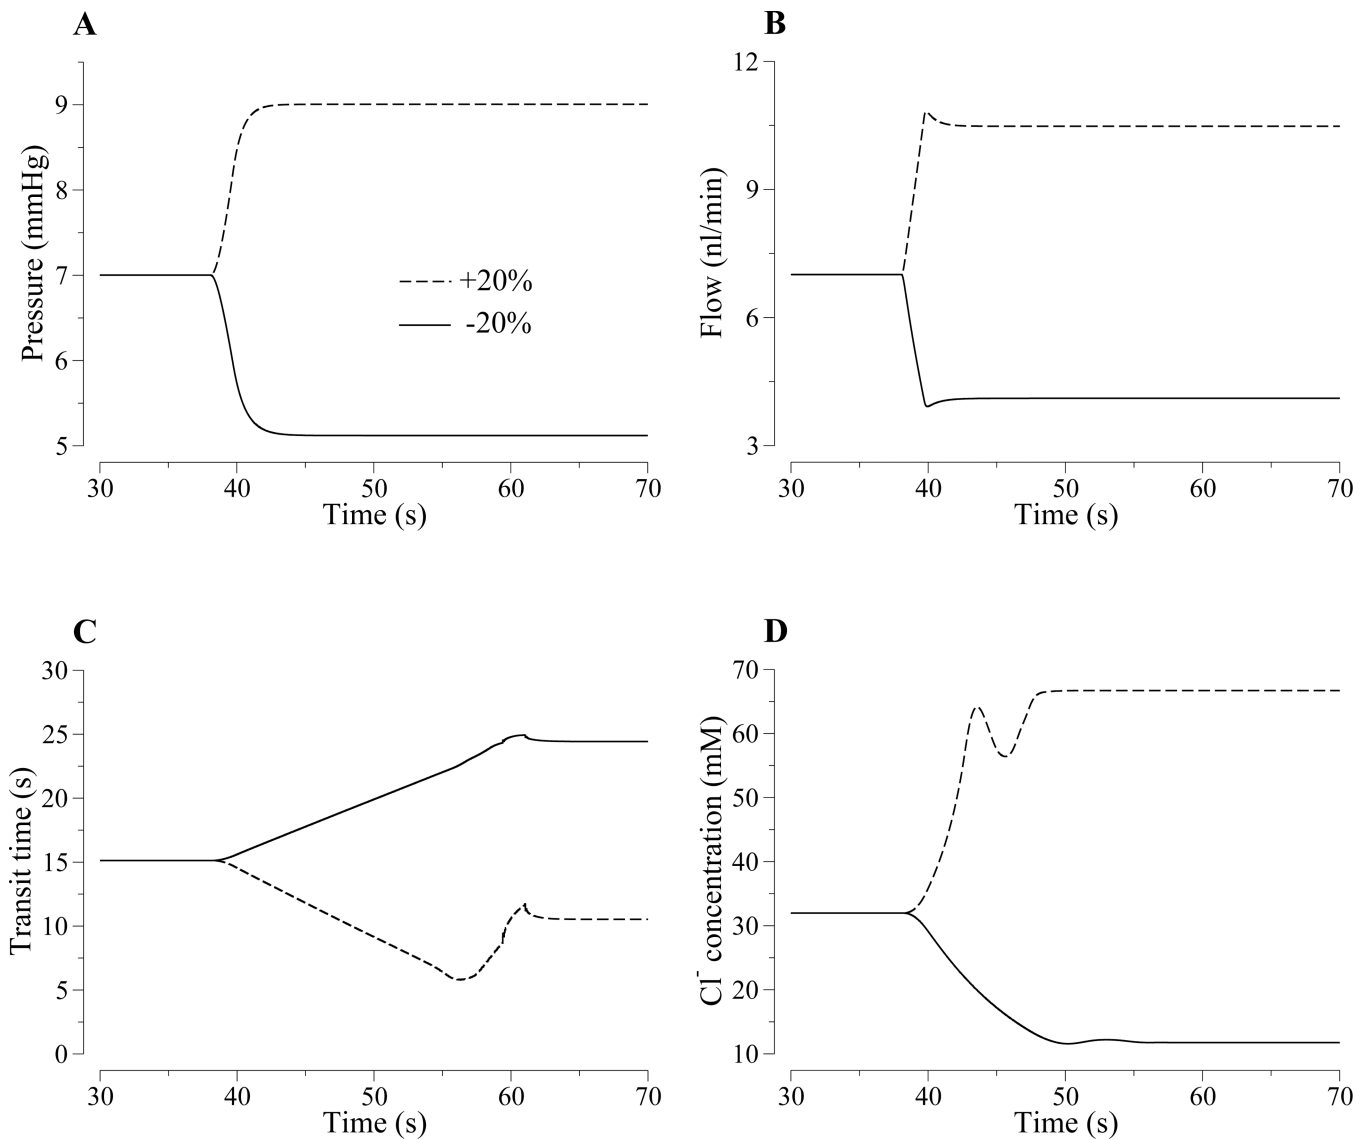 A
Pressure (mmHg)
9
8
7
6
5
+20%
-20%
30 40 50 60 70
Time (s)
B
Flow (nl/min)
12
9
6
3
30 40 50 60 70
Time (s)
C
Transit time (s)
30
25
20
15
10
5
0
30 40 50 60 70
Time (s)
D
Cl⁻ concentration (mM)
70
60
50
40
30
20
10
30 40 50 60 70
Time (s)